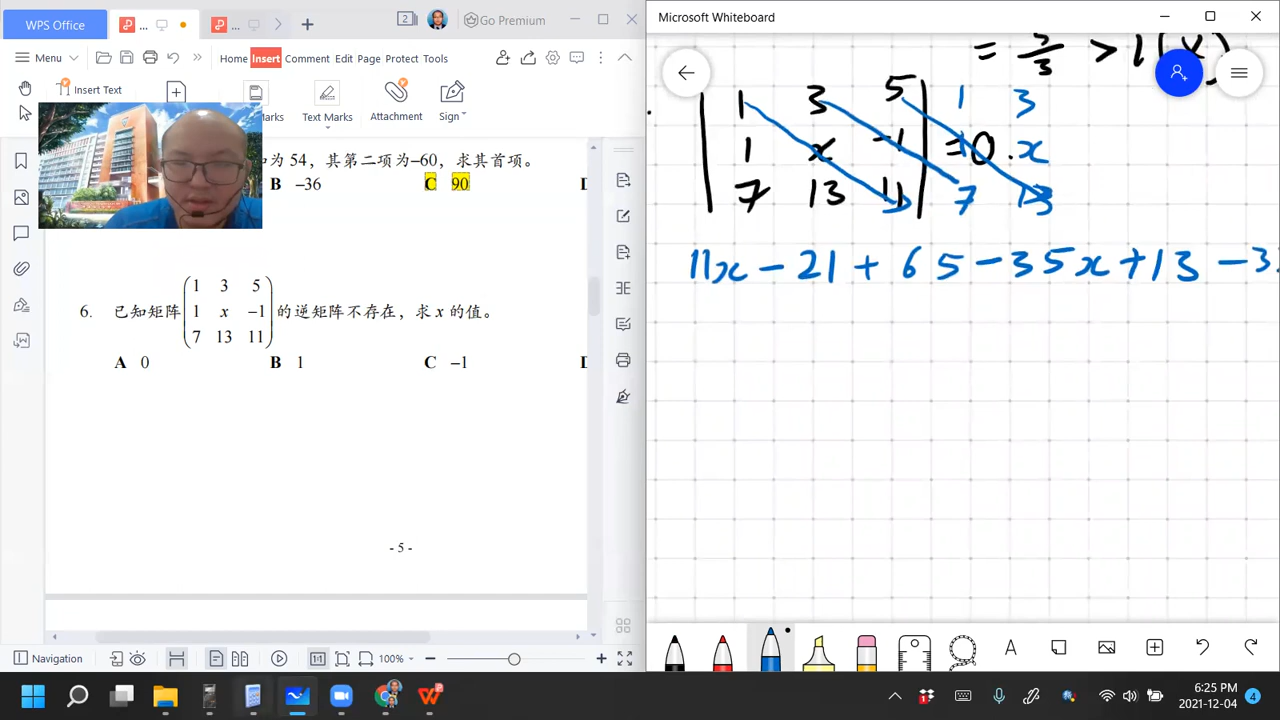 WPS Office
...
...
2
Go Premium
Microsoft Whiteboard
Menu
Home
Insert
Comment
Edit
Page
Protect
Tools
Insert Text
Attachment
Sign
和为 54，其第二项为–60，求其首项。
B –36
C 90
6. 已知矩阵
1 3 5
1 x –1
7 13 11
的逆矩阵不存在，求 x 的值。
A 0
B 1
C –1
- 5 -
> 1 (X)
1 3 5 1 3
1 x -1 = 0. x
7 13 11 7 13
11x - 21 + 65 - 35x + 13 - 3
Navigation
100%
6:25 PM
2021-12-04